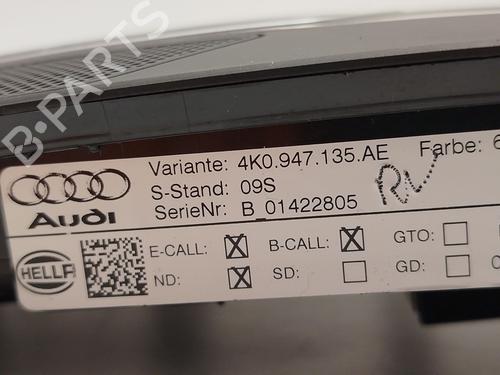 B-PARTS
Variante: 4K0.947.135.AE Farbe: 6
S-Stand: 09S
SerieNr: B_01422805
RV
Audi
HELLA
E-CALL: ☒ B-CALL: ☒ GTO: ☐
ND: ☒ SD: ☐ GD: ☐